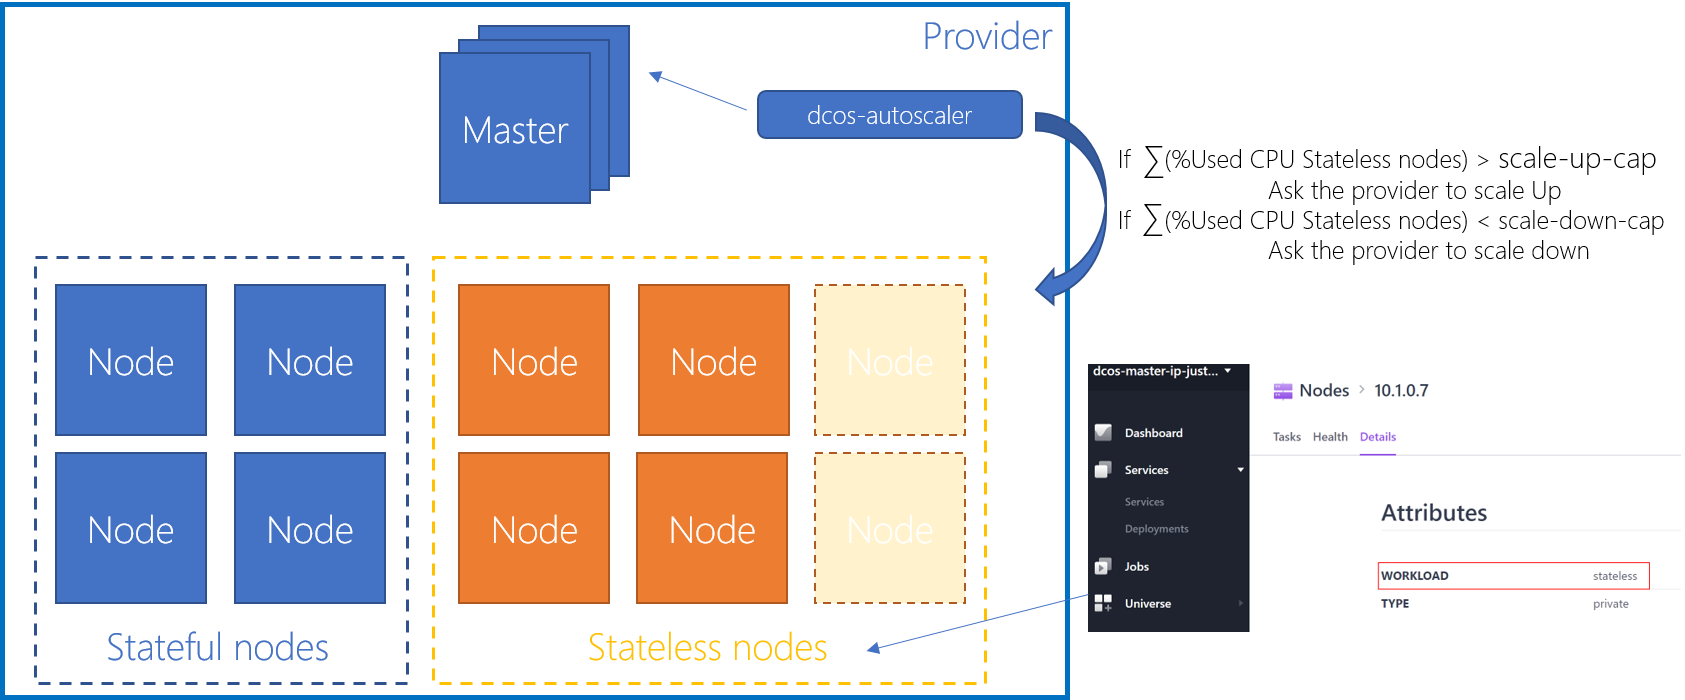 Provider
Master
dcos-autoscaler
If ∑(%Used CPU Stateless nodes) > scale-up-cap
Ask the provider to scale Up
If ∑(%Used CPU Stateless nodes) < scale-down-cap
Ask the provider to scale down
Node Node
Node Node
Stateful nodes
Node Node Node
Node Node Node
Stateless nodes
dcos-master-ip-just...
Dashboard
Services
Services
Deployments
Jobs
Universe
Nodes > 10.1.0.7
Tasks Health Details
Attributes
WORKLOAD stateless
TYPE private